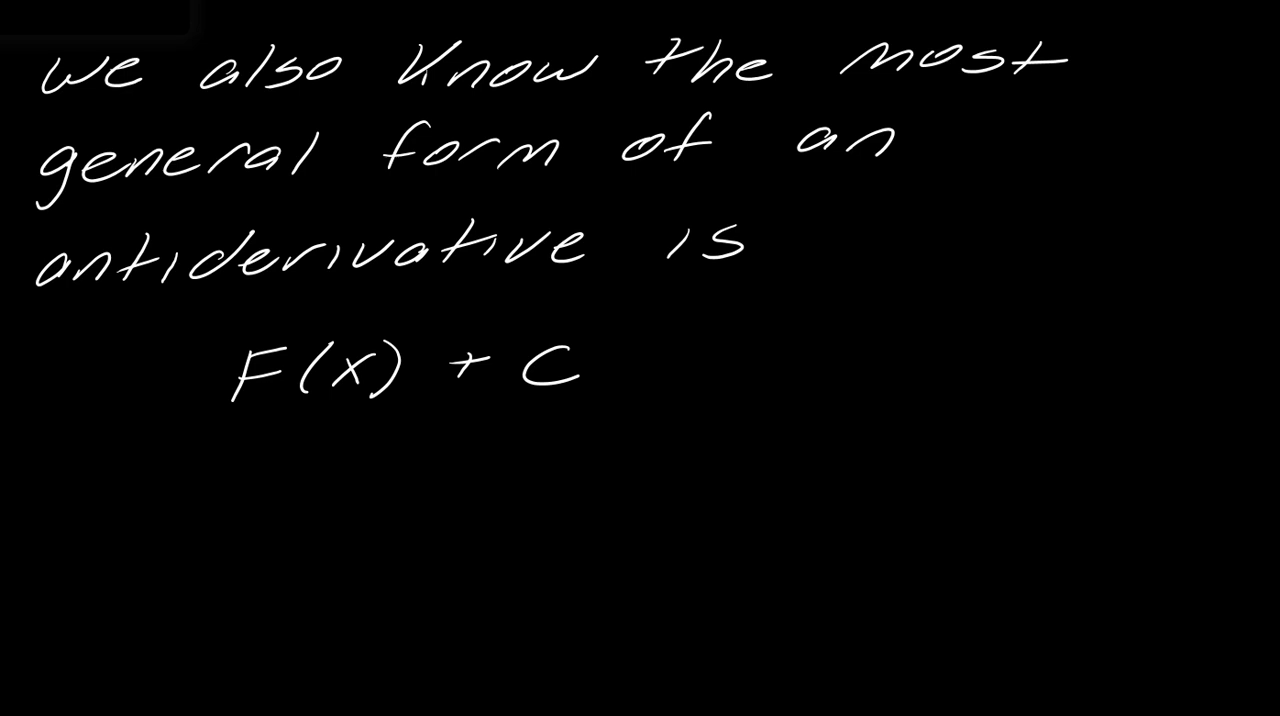 we also know the most
general form of an
antiderivative is
F(x) + C